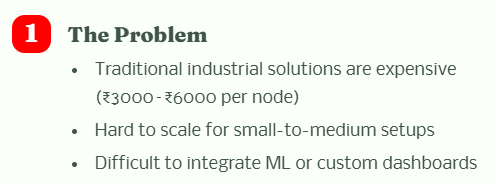 1 The Problem
• Traditional industrial solutions are expensive
(₹3000-₹6000 per node)
• Hard to scale for small-to-medium setups
• Difficult to integrate ML or custom dashboards